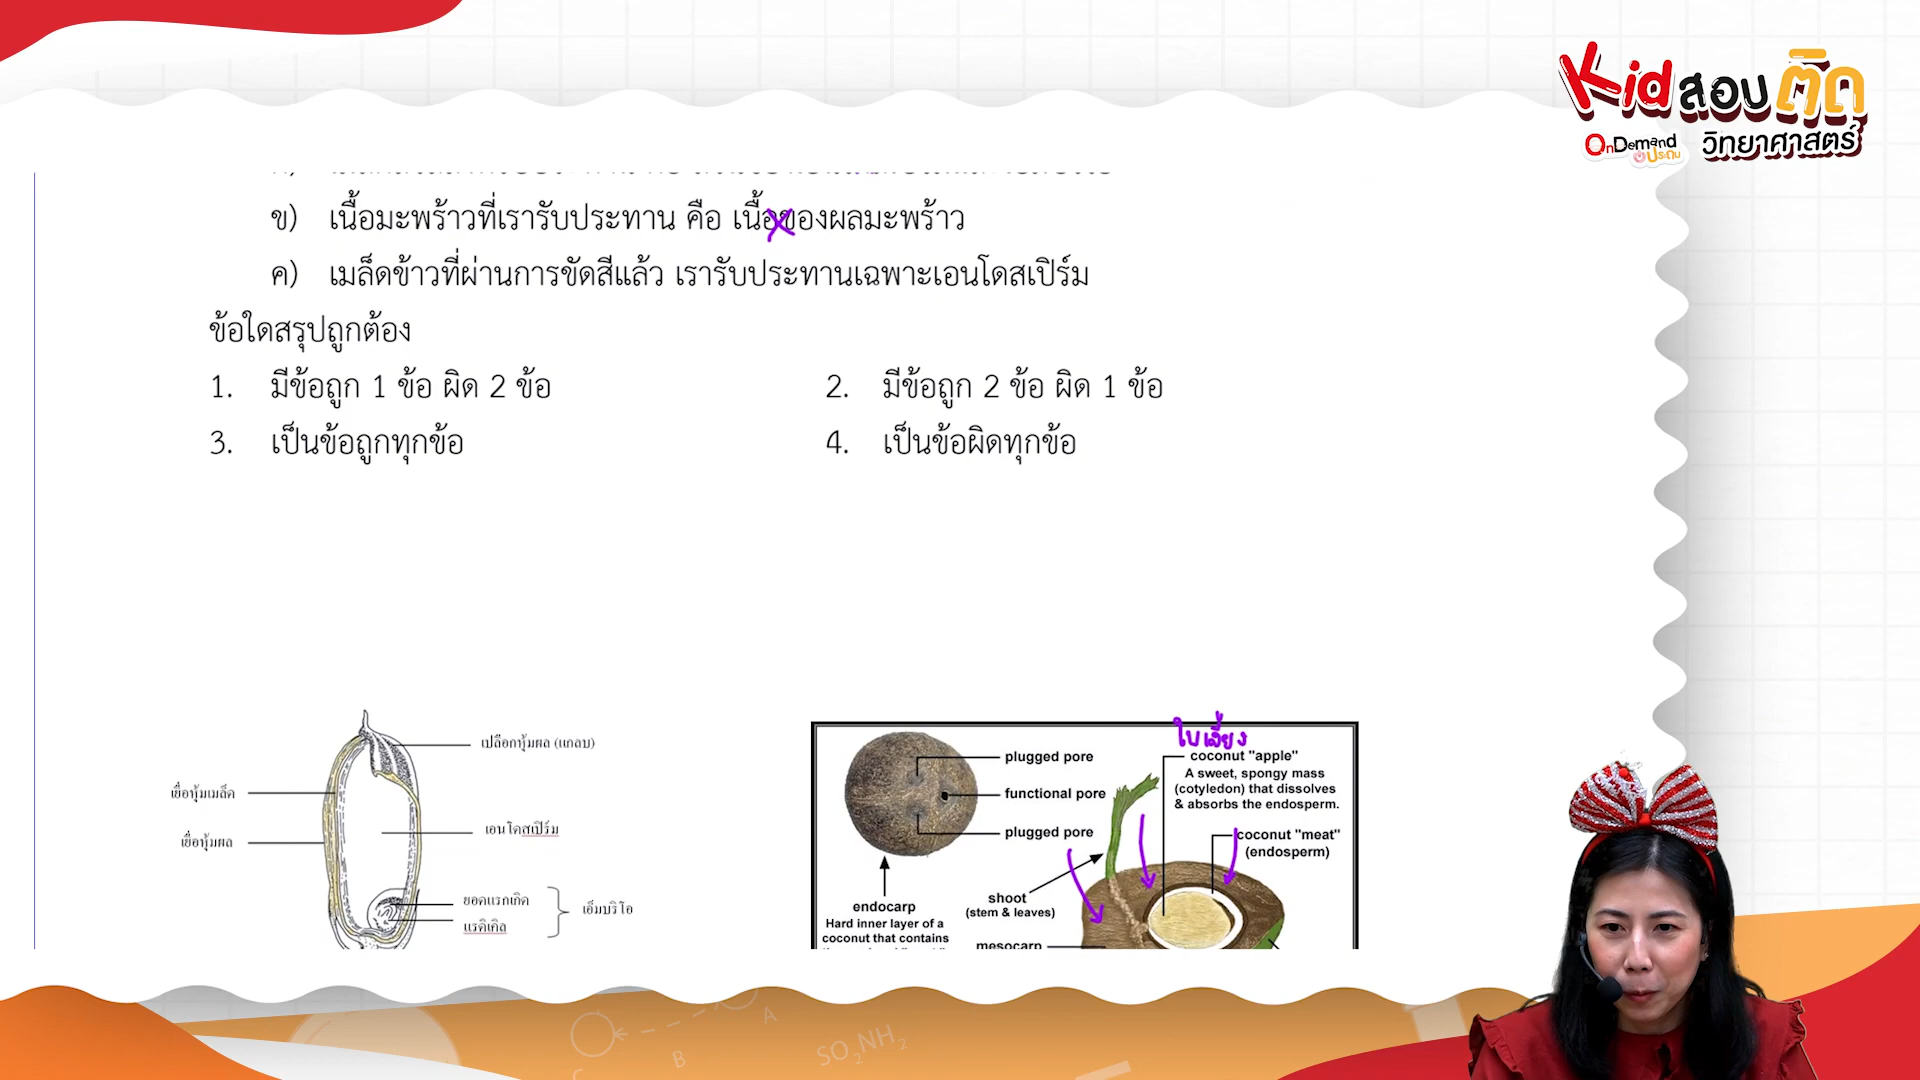 Kidสอบติด
OnDemand ประถม วิทยาศาสตร์
ข) เนื้อมะพร้าวที่เรารับประทาน คือ เนื้อของผลมะพร้าว
ค) เมล็ดข้าวที่ผ่านการขัดสีแล้ว เรารับประทานเฉพาะเอนโดสเปิร์ม
ข้อใดสรุปถูกต้อง
1. มีข้อถูก 1 ข้อ ผิด 2 ข้อ
2. มีข้อถูก 2 ข้อ ผิด 1 ข้อ
3. เป็นข้อถูกทุกข้อ
4. เป็นข้อผิดทุกข้อ
เปลือกหุ้มผล (แกลบ)
เยื่อหุ้มเมล็ด
เอนโดสเปิร์ม
เยื่อหุ้มผล
ยอดแรกเกิด
เอ็มบริโอ
แรดิเคิล
ใบเลี้ยง
plugged pore
functional pore
plugged pore
coconut "apple"
A sweet, spongy mass
(cotyledon) that dissolves
& absorbs the endosperm.
coconut "meat"
(endosperm)
shoot
(stem & leaves)
endocarp
Hard inner layer of a
coconut that contains
mesocarp
A
B
C
SO2NH2